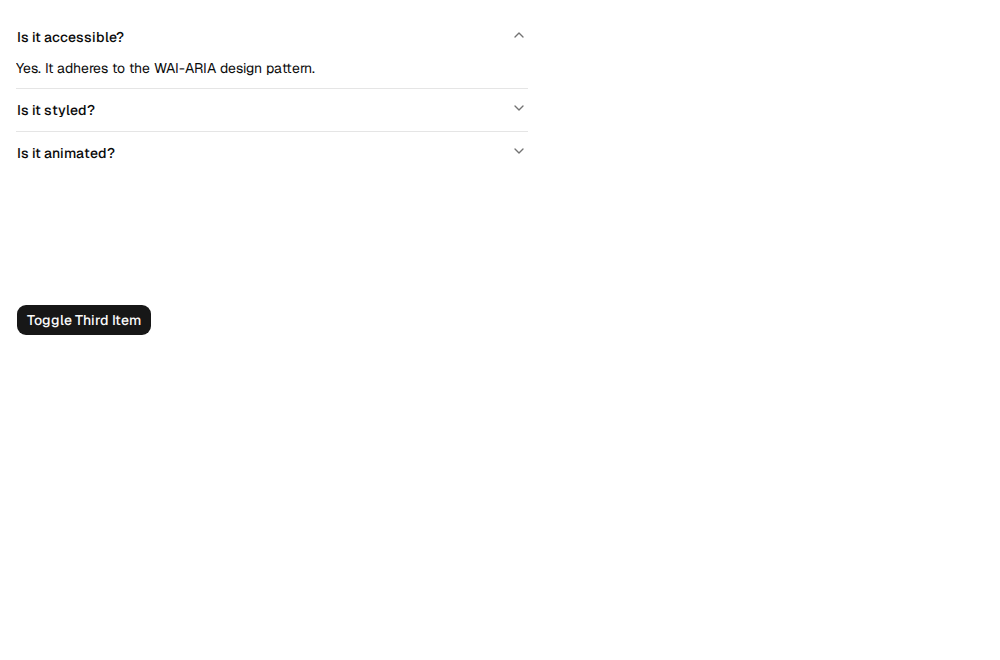 Is it accessible?
Yes. It adheres to the WAI-ARIA design pattern.
Is it styled?
Is it animated?
Toggle Third Item